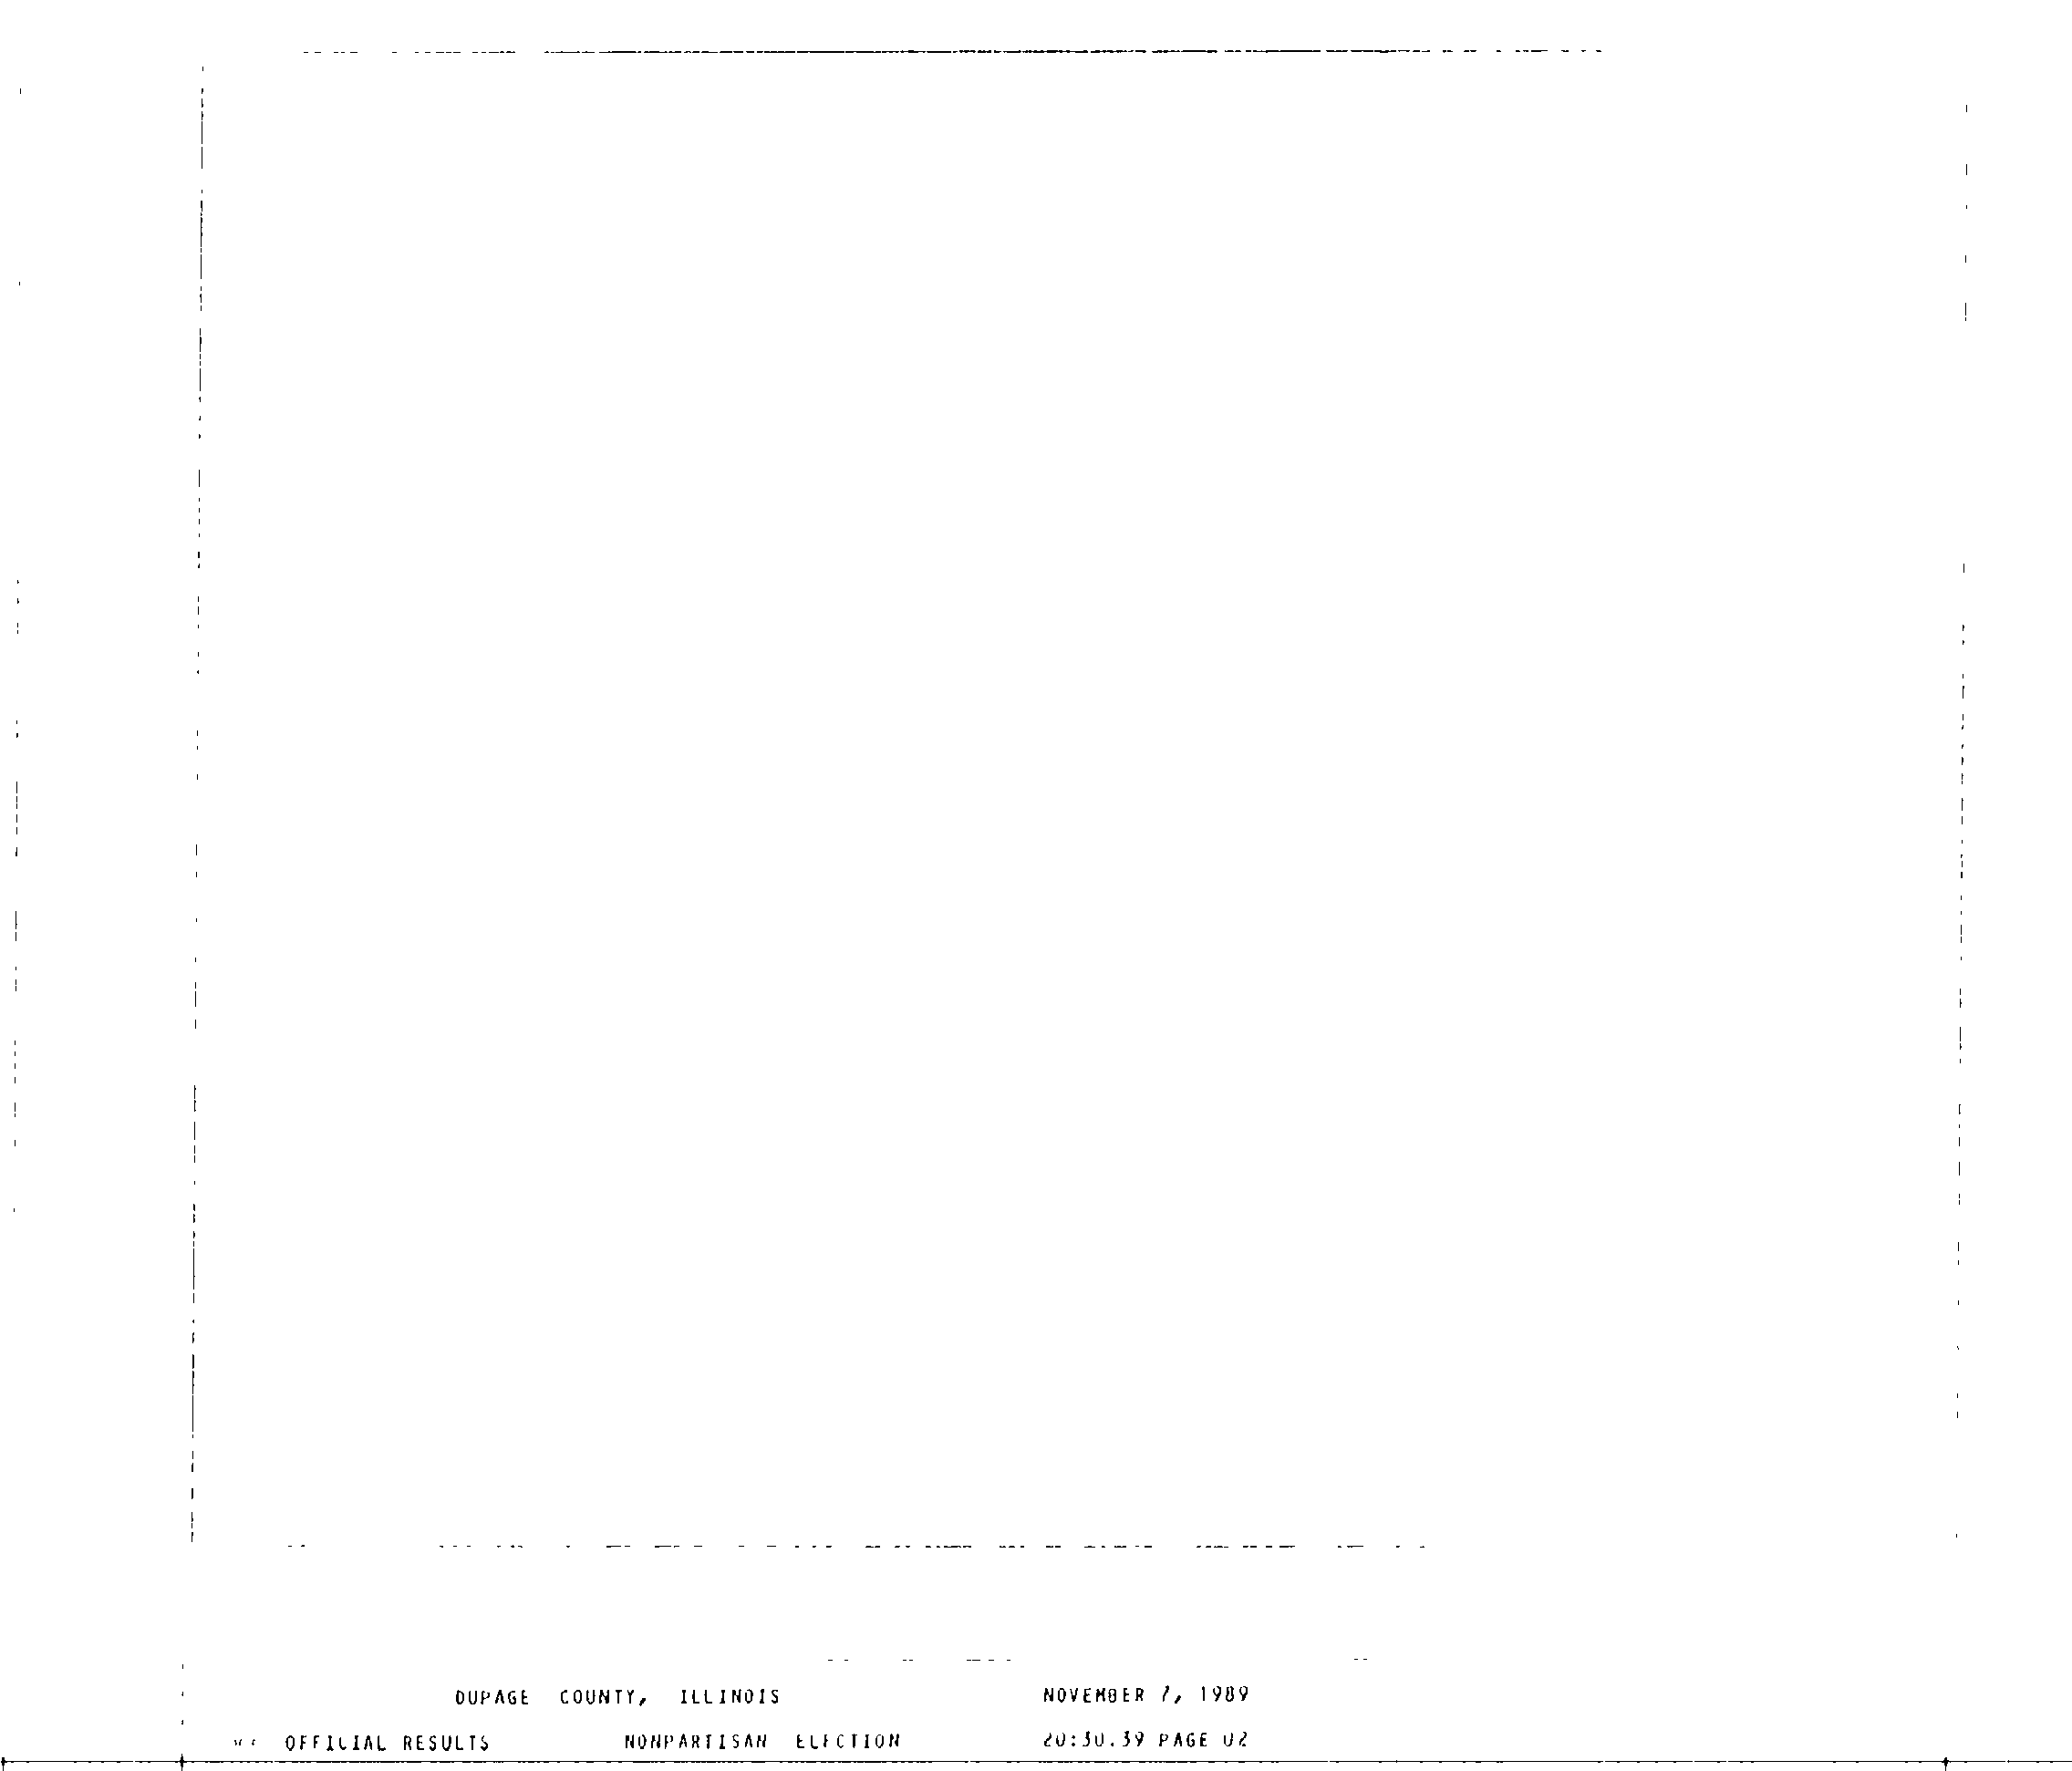 DUPAGE COUNTY, ILLINOIS NOVEMBER 7, 1989
OFFICIAL RESULTS NONPARTISAN ELECTION 20:30.39 PAGE 02